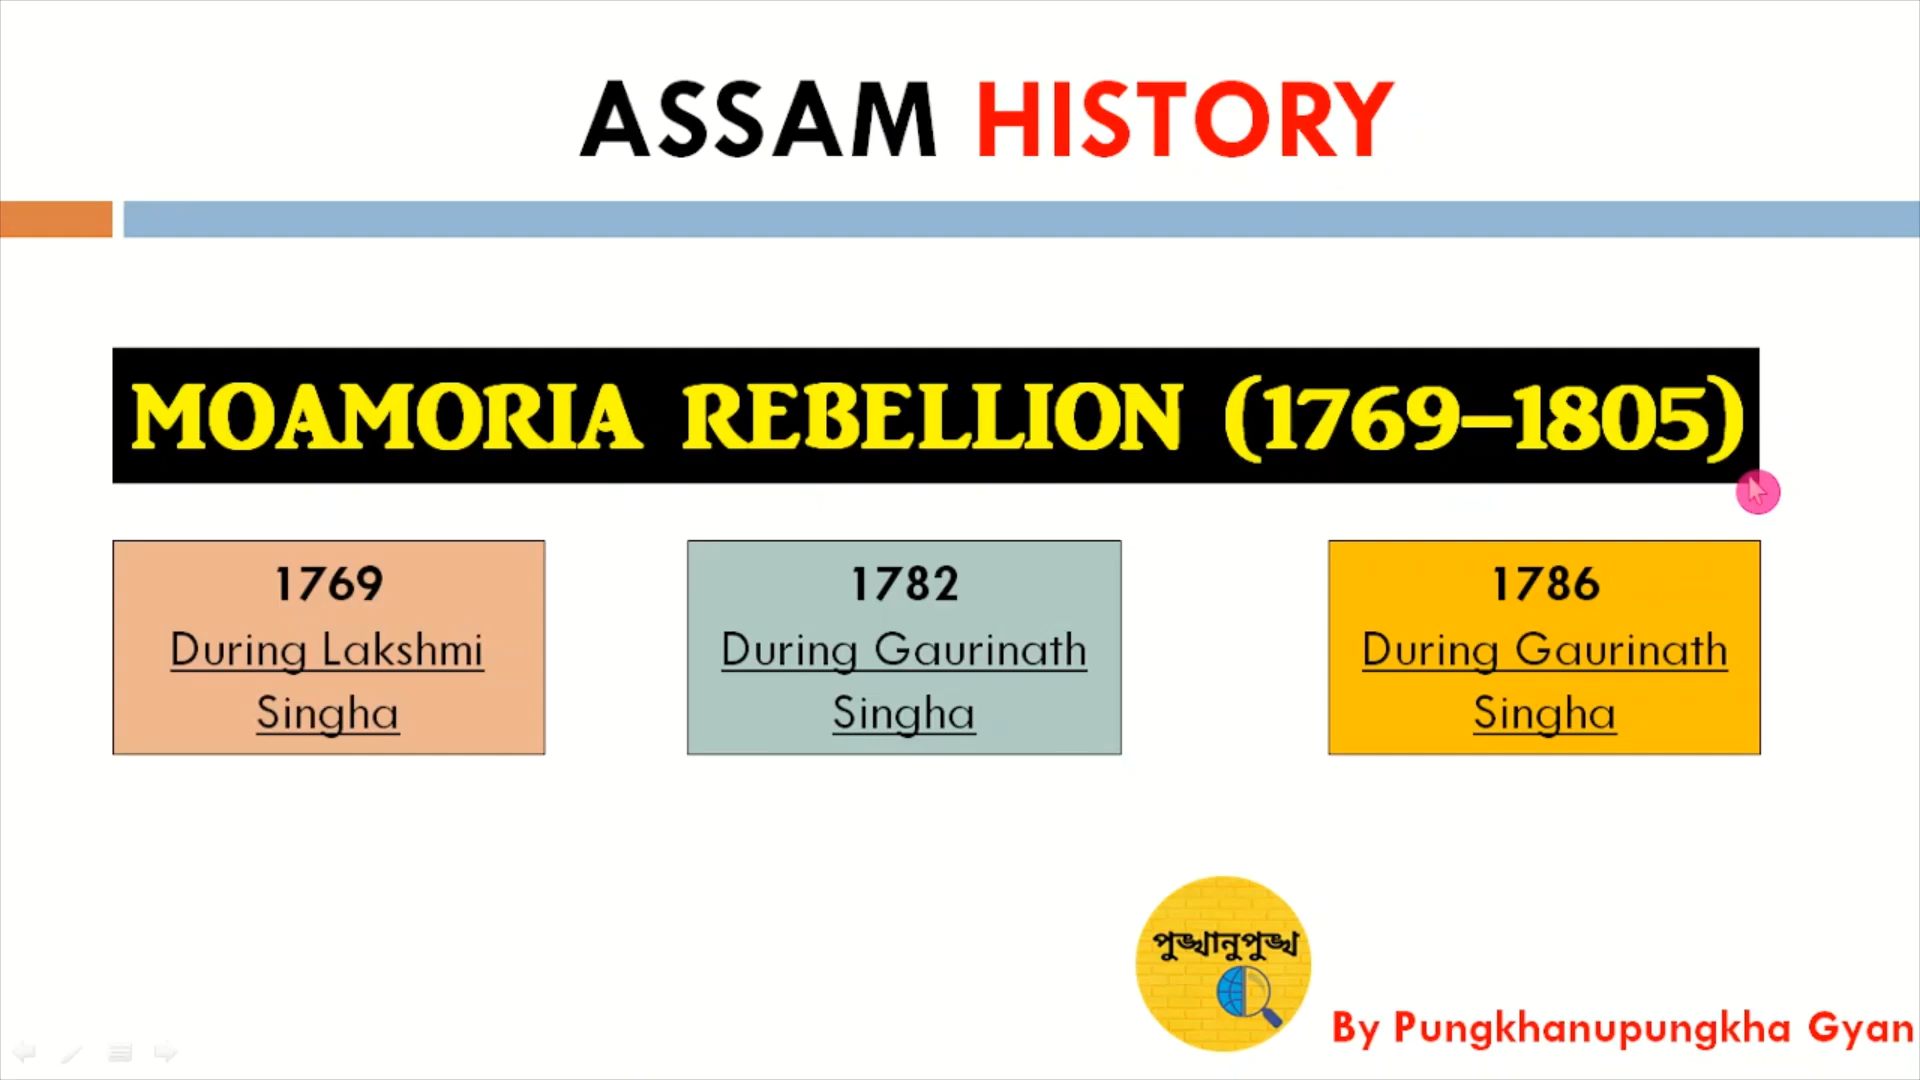 ASSAM HISTORY
MOAMORIA REBELLION (1769–1805)
1769
During Lakshmi
Singha
1782
During Gaurinath
Singha
1786
During Gaurinath
Singha
পুঙ্খানুপুঙ্খ
By Pungkhanupungkha Gyan